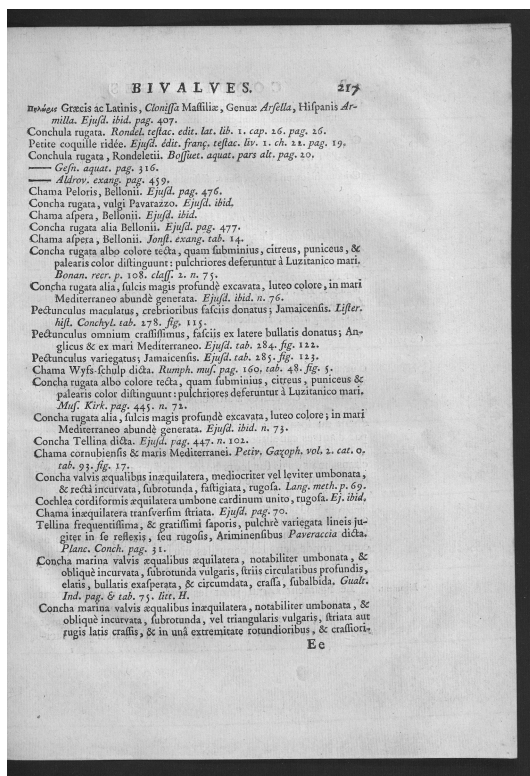 BIVALVES. 217
Πελώρις Græcis ac Latinis, Cloniſſa Maſſiliæ, Genuæ Arſella, Hiſpanis Ar-
milla. Ejuſd. ibid. pag. 407.
Conchula rugata. Rondel. teſtac. edit. lat. lib. 1. cap. 26. pag. 26.
Petite coquille ridée. Ejuſd. édit. franç. teſtac. liv. 1. ch. 22. pag. 19.
Conchula rugata, Rondeletii. Boſſuet. aquat. pars alt. pag. 20.
—— Geſn. aquat. pag. 316.
—— Aldrov. exang. pag. 459.
Chama Peloris, Bellonii. Ejuſd. pag. 476.
Concha rugata, vulgi Pavarazzo. Ejuſd. ibid.
Chama aſpera, Bellonii. Ejuſd. ibid.
Concha rugata alia Bellonii. Ejuſd. pag. 477.
Chama aſpera, Bellonii. Jonſt. exang. tab. 14.
Concha rugata albo colore tecta, quam ſubminius, citreus, puniceus, &
palearis color diſtinguunt: pulchriores deferuntur à Luzitanico mari.
Bonan. recr. p. 108. claſſ. 2. n. 75.
Concha rugata alia, ſulcis magis profundè excavata, luteo colore, in mari
Mediterraneo abundè generata. Ejuſd. ibid. n. 76.
Pectunculus maculatus, crebrioribus faſciis donatus; Jamaicenſis. Liſter.
hiſt. Conchyl. tab. 278. fig. 115.
Pectunculus omnium craſſiſſimus, faſciis ex latere bullatis donatus; An-
glicus & ex mari Mediterraneo. Ejuſd. tab. 284. fig. 122.
Pectunculus variegatus; Jamaicenſis. Ejuſd. tab. 285. fig. 123.
Chama Wyfs-ſchulp dicta. Rumph. muſ. pag. 160, tab. 48. fig. 5.
Concha rugata albo colore tecta, quam ſubminius, citreus, puniceus &
palearis color diſtinguunt: pulchriores deferuntur à Luzitanico mari.
Muſ. Kirk. pag. 445. n. 72.
Concha rugata alia, ſulcis magis profundè excavata, luteo colore; in mari
Mediterraneo abundè generata. Ejuſd. ibid. n. 73.
Concha Tellina dicta. Ejuſd. pag. 447. n. 102.
Chama cornubienſis & maris Mediterranei. Petiv. Gazoph. vol. 2. cat. 0.
tab. 93. fig. 17.
Concha valvis æqualibus inæquilatera, mediocriter vel leviter umbonata,
& rectà incurvata, ſubrotunda, faſtigiata, rugoſa. Lang. meth. p. 69.
Cochlea cordiformis æquilatera umbone cardinum unito, rugoſa. Ej. ibid.
Chama inæquilatera tranſverſim ſtriata. Ejuſd. pag. 70.
Tellina frequentiſſima, & gratiſſimi ſaporis, pulchrè variegata lineis ju-
giter in ſe reflexis, ſeu rugoſis, Ariminenſibus Paveraccia dicta.
Planc. Conch. pag. 31.
Concha marina valvis æqualibus æquilatera, notabiliter umbonata, &
obliquè incurvata, ſubrotunda vulgaris, ſtriis circularibus profundis,
elatis, bullatis exaſperata, & circumdata, craſſa, ſubalbida. Gualt.
Ind. pag. & tab. 75. litt. H.
Concha marina valvis æqualibus inæquilatera, notabiliter umbonata, &
obliquè incurvata, ſubrotunda, vel triangularis vulgaris, ſtriata aut
rugis latis craſſis, & in unâ extremitate rotundioribus, & craſſiori-
Ee